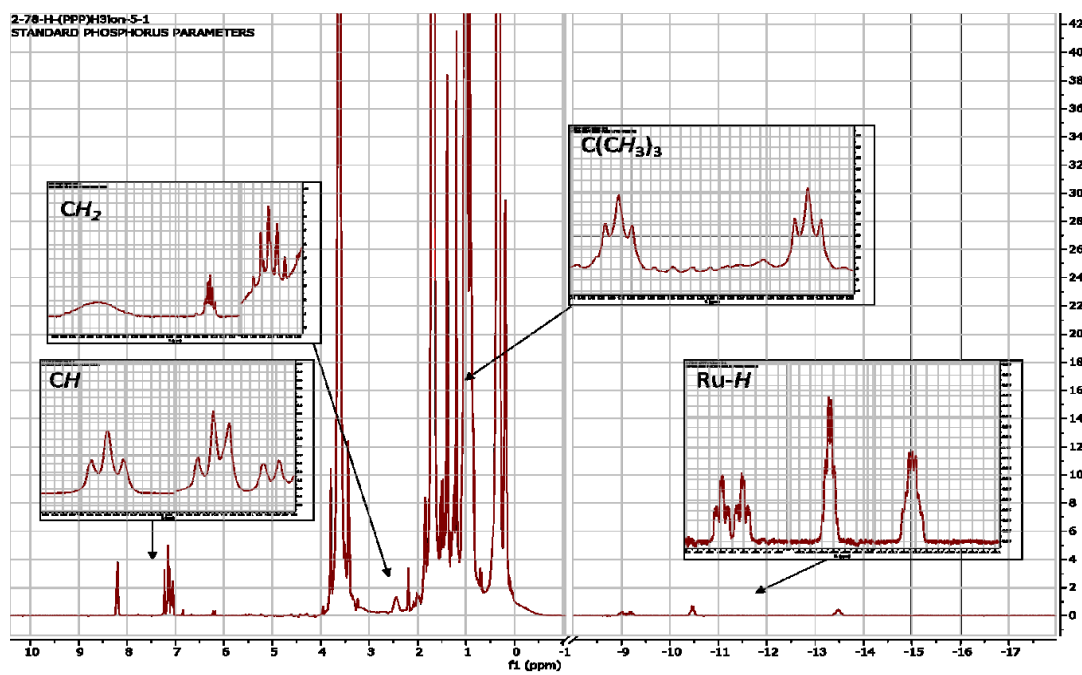 2-78-H-(PPP)H3ion-5-1
STANDARD PHOSPHORUS PARAMETERS
C(CH₃)₃
CH₂
CH
Ru-H
42
40
38
36
34
32
30
28
26
24
22
20
18
16
14
12
10
8
6
4
2
0
-2
10 9 8 7 6 5 4 3 2 1 0 -1 -9 -10 -11 -12 -13 -14 -15 -16 -17
f1 (ppm)